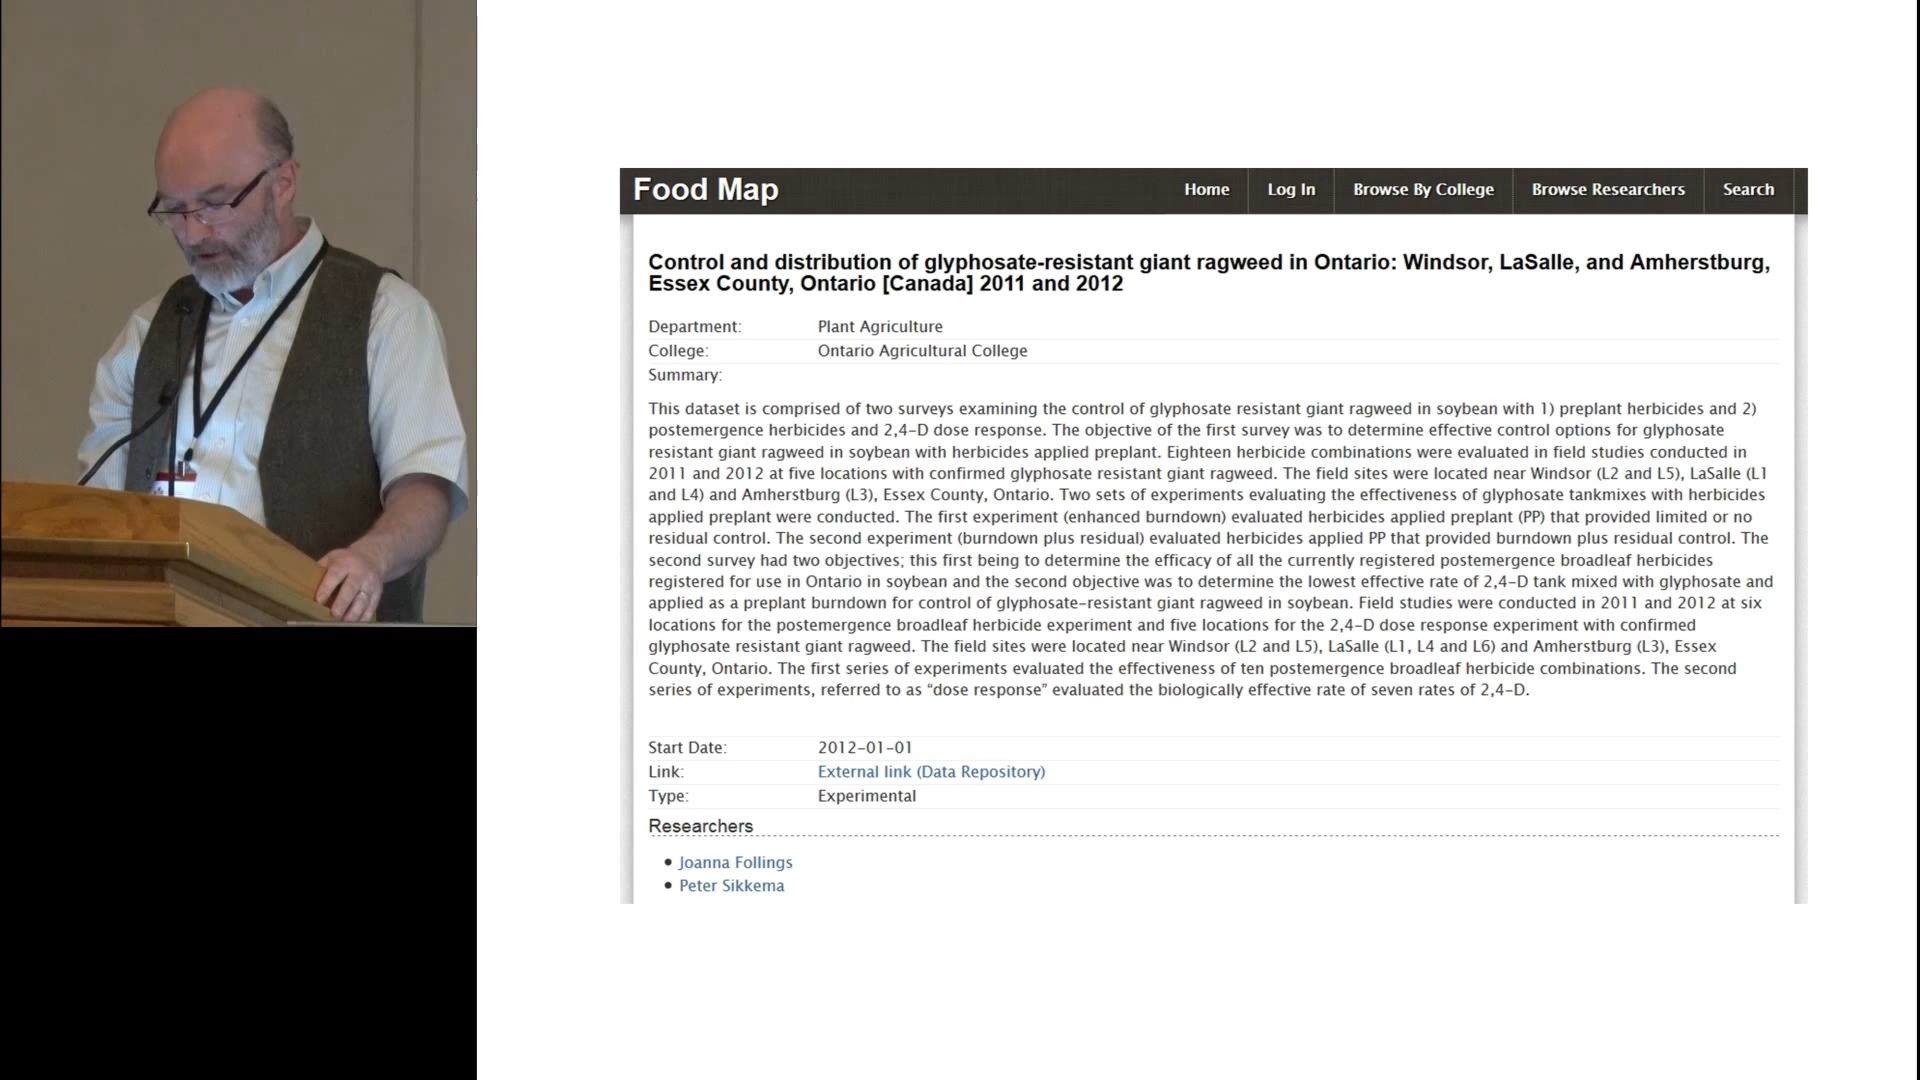 Food Map
Home Log In Browse By College Browse Researchers Search
Control and distribution of glyphosate-resistant giant ragweed in Ontario: Windsor, LaSalle, and Amherstburg,
Essex County, Ontario [Canada] 2011 and 2012
Department: Plant Agriculture
College: Ontario Agricultural College
Summary:
This dataset is comprised of two surveys examining the control of glyphosate resistant giant ragweed in soybean with 1) preplant herbicides and 2)
postemergence herbicides and 2,4-D dose response. The objective of the first survey was to determine effective control options for glyphosate
resistant giant ragweed in soybean with herbicides applied preplant. Eighteen herbicide combinations were evaluated in field studies conducted in
2011 and 2012 at five locations with confirmed glyphosate resistant giant ragweed. The field sites were located near Windsor (L2 and L5), LaSalle (L1
and L4) and Amherstburg (L3), Essex County, Ontario. Two sets of experiments evaluating the effectiveness of glyphosate tankmixes with herbicides
applied preplant were conducted. The first experiment (enhanced burndown) evaluated herbicides applied preplant (PP) that provided limited or no
residual control. The second experiment (burndown plus residual) evaluated herbicides applied PP that provided burndown plus residual control. The
second survey had two objectives; this first being to determine the efficacy of all the currently registered postemergence broadleaf herbicides
registered for use in Ontario in soybean and the second objective was to determine the lowest effective rate of 2,4-D tank mixed with glyphosate and
applied as a preplant burndown for control of glyphosate-resistant giant ragweed in soybean. Field studies were conducted in 2011 and 2012 at six
locations for the postemergence broadleaf herbicide experiment and five locations for the 2,4-D dose response experiment with confirmed
glyphosate resistant giant ragweed. The field sites were located near Windsor (L2 and L5), LaSalle (L1, L4 and L6) and Amherstburg (L3), Essex
County, Ontario. The first series of experiments evaluated the effectiveness of ten postemergence broadleaf herbicide combinations. The second
series of experiments, referred to as “dose response” evaluated the biologically effective rate of seven rates of 2,4-D.
Start Date: 2012-01-01
Link: External link (Data Repository)
Type: Experimental
Researchers
• Joanna Follings
• Peter Sikkema